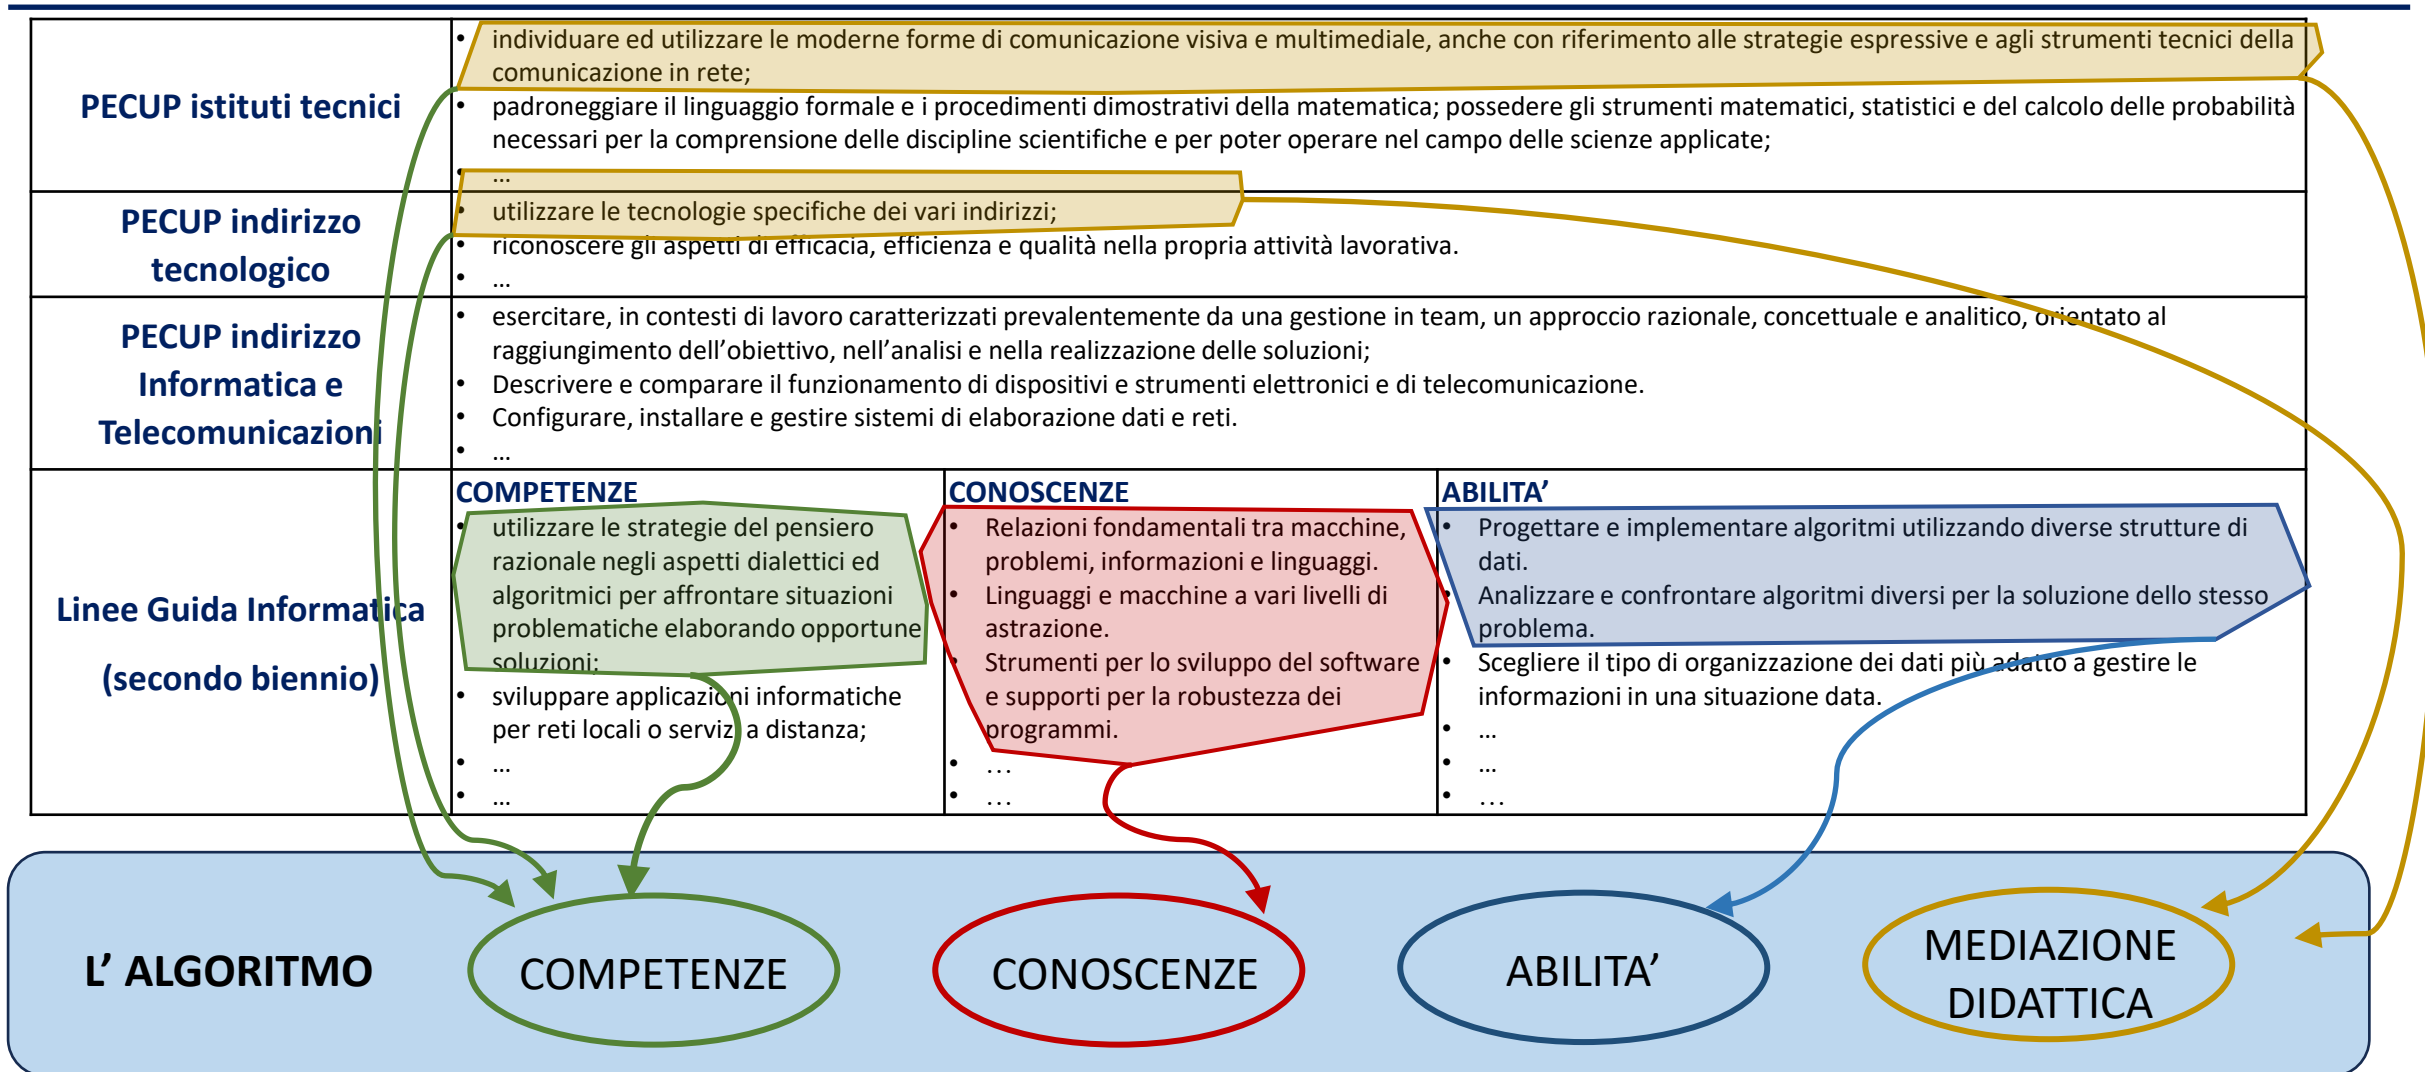 PECUP istituti tecnici
• individuare ed utilizzare le moderne forme di comunicazione visiva e multimediale, anche con riferimento alle strategie espressive e agli strumenti tecnici della
comunicazione in rete;
• padroneggiare il linguaggio formale e i procedimenti dimostrativi della matematica; possedere gli strumenti matematici, statistici e del calcolo delle probabilità
necessari per la comprensione delle discipline scientifiche e per poter operare nel campo delle scienze applicate;
• ...
PECUP indirizzo
tecnologico
• utilizzare le tecnologie specifiche dei vari indirizzi;
• riconoscere gli aspetti di efficacia, efficienza e qualità nella propria attività lavorativa.
• ...
PECUP indirizzo
Informatica e
Telecomunicazioni
• esercitare, in contesti di lavoro caratterizzati prevalentemente da una gestione in team, un approccio razionale, concettuale e analitico, orientato al
raggiungimento dell’obiettivo, nell’analisi e nella realizzazione delle soluzioni;
• Descrivere e comparare il funzionamento di dispositivi e strumenti elettronici e di telecomunicazione.
• Configurare, installare e gestire sistemi di elaborazione dati e reti.
• ...
Linee Guida Informatica
(secondo biennio)
COMPETENZE
• utilizzare le strategie del pensiero
razionale negli aspetti dialettici ed
algoritmici per affrontare situazioni
problematiche elaborando opportune
soluzioni;
• sviluppare applicazioni informatiche
per reti locali o servizi a distanza;
• ...
• ...
CONOSCENZE
• Relazioni fondamentali tra macchine,
problemi, informazioni e linguaggi.
• Linguaggi e macchine a vari livelli di
astrazione.
• Strumenti per lo sviluppo del software
e supporti per la robustezza dei
programmi.
• ...
• ...
ABILITA’
• Progettare e implementare algoritmi utilizzando diverse strutture di
dati.
• Analizzare e confrontare algoritmi diversi per la soluzione dello stesso
problema.
• Scegliere il tipo di organizzazione dei dati più adatto a gestire le
informazioni in una situazione data.
• ...
• ...
• ...
L’ ALGORITMO
COMPETENZE
CONOSCENZE
ABILITA’
MEDIAZIONE
DIDATTICA